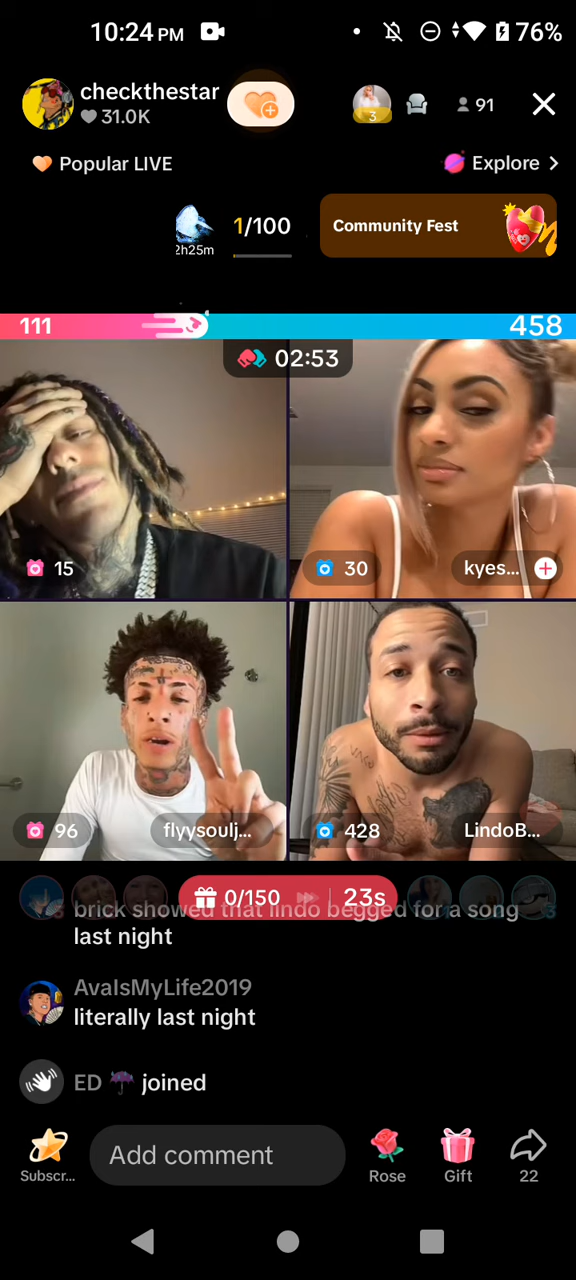 10:24 PM
76%
checkthestar
31.0K
3
91
Popular LIVE
Explore
2h25m
1/100
Community Fest
111
458
02:53
15
30
kyes...
96
flyysoulj...
428
LindoB...
0/150
23s
brick showed that lindo begged for a song
last night
AvaIsMyLife2019
literally last night
ED joined
Subscr...
Add comment
Rose
Gift
22